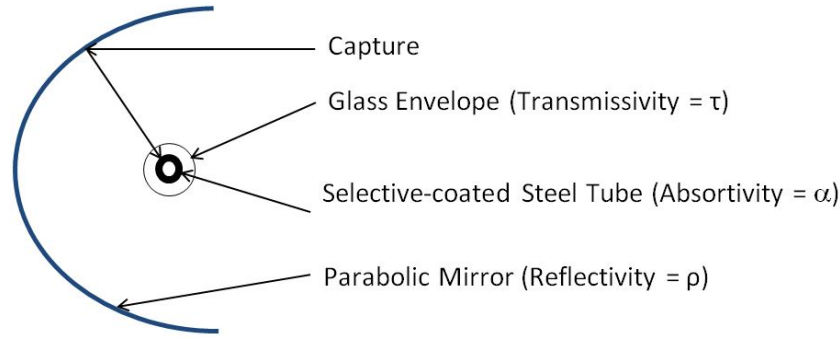 Capture
Glass Envelope (Transmissivity = τ)
Selective-coated Steel Tube (Absortivity = α)
Parabolic Mirror (Reflectivity = ρ)